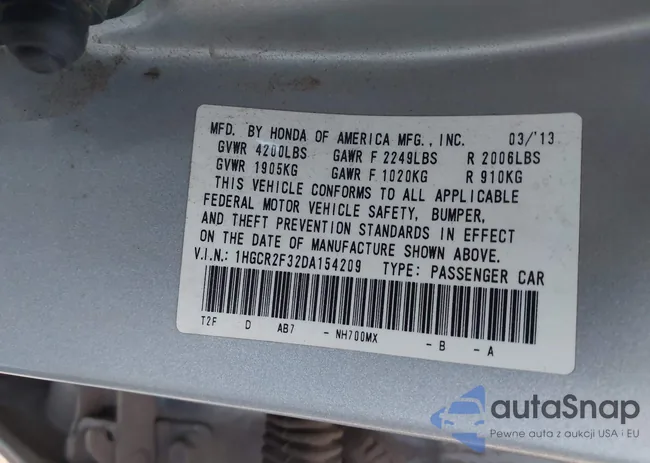 MFD. BY HONDA OF AMERICA MFG., INC. 03/'13
GVWR 4200LBS GAWR F 2249LBS R 2006LBS
GVWR 1905KG GAWR F 1020KG R 910KG
THIS VEHICLE CONFORMS TO ALL APPLICABLE
FEDERAL MOTOR VEHICLE SAFETY, BUMPER,
AND THEFT PREVENTION STANDARDS IN EFFECT
ON THE DATE OF MANUFACTURE SHOWN ABOVE.
V.I.N.: 1HGCR2F32DA154209 TYPE: PASSENGER CAR
T2F D AB7 - NH700MX - B - A
autaSnap
Pewne auta z aukcji USA i EU